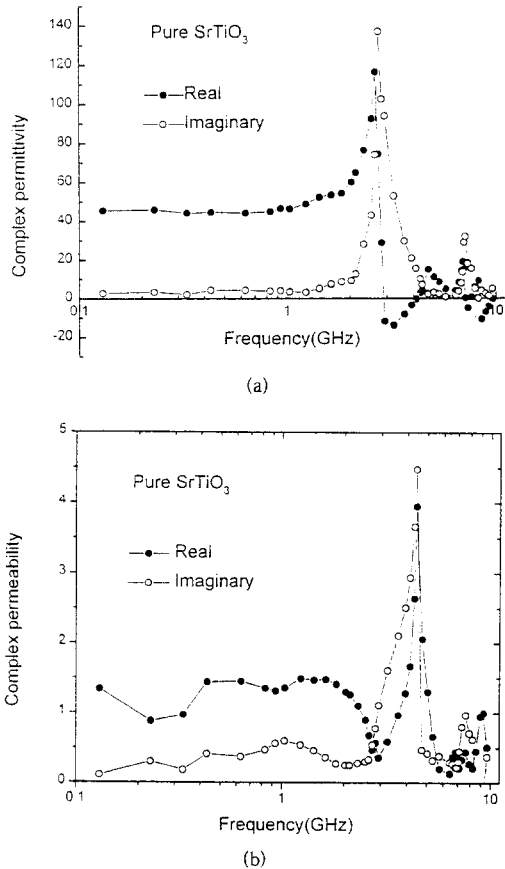 Pure SrTiO3
Real
Imaginary
Complex permittivity
140
120
100
80
60
40
20
0
-20
0.1
1
10
Frequency(GHz)
(a)
Pure SrTiO3
Real
Imaginary
Complex permeability
5
4
3
2
1
0
0 1
1
10
Frequency(GHz)
(b)